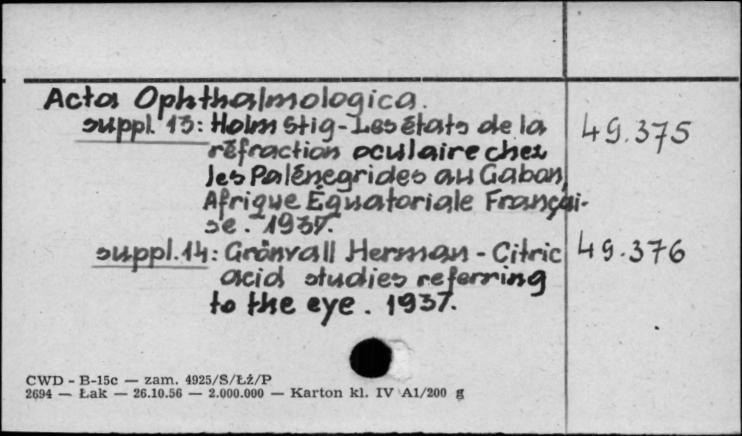 Acta Ophthalmologica.
suppl. 13: Holm Stig - Les états de la 49.375
réfraction oculaire chez
les Palénégrides au Gabon,
Afrique Équatoriale Françai-
se. 1937.
suppl. 14: Grönvall Herman - Citric 49.376
acid studies referring
to the eye. 1937.
CWD - B-15c — zam. 4925/S/Łż/P
2694 — Łak — 26.10.56 — 2.000.000 — Karton kl. IV A1/200 g